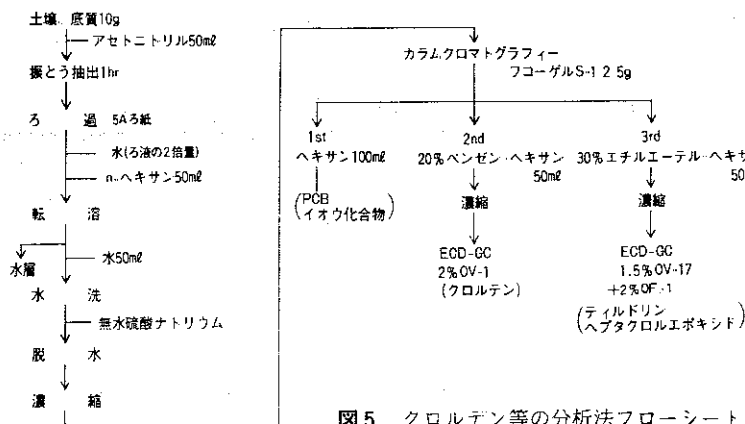 土壌、底質10g
アセトニトリル50mℓ
振とう抽出1hr
ろ 過 5Aろ紙
水(ろ液の2倍量)
n-ヘキサン50mℓ
転 溶
水層
水50mℓ
水 洗
無水硫酸ナトリウム
脱 水
濃 縮
カラムクロマトグラフィー
フコーゲルS-1 2 5g
1st
ヘキサン100mℓ
(PCB
イオウ化合物)
2nd
20%ベンゼン・ヘキサン
50mℓ
濃縮
ECD-GC
2%OV-1
(クロルテン)
3rd
30%エチルエーテル・ヘキサ
50
濃縮
ECD-GC
1.5%OV-17
+2%OF-1
(ティルドリン
ヘプタクロルエポキシド)
図5 クロルデン等の分析法フローシート